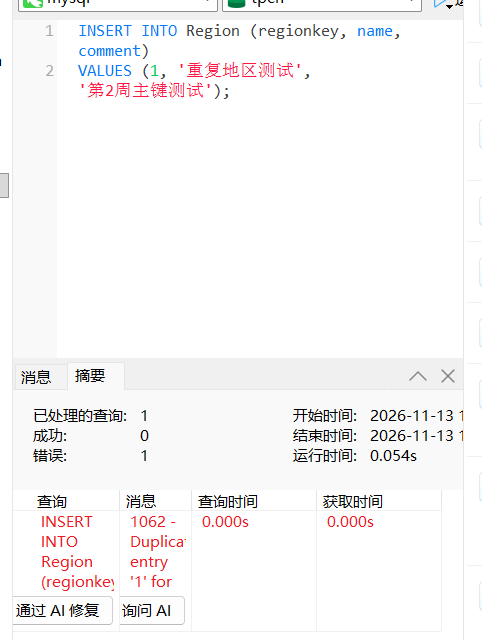 1 INSERT INTO Region (regionkey, name,
comment)
2 VALUES (1, '重复地区测试',
'第2周主键测试');
消息 摘要
已处理的查询: 1 开始时间: 2026-11-13 1
成功: 0 结束时间: 2026-11-13 1
错误: 1 运行时间: 0.054s
查询 消息 查询时间 获取时间
INSERT 1062 - 0.000s 0.000s
INTO Duplicat
Region entry
(regionkey '1' for
通过 AI 修复 询问 AI